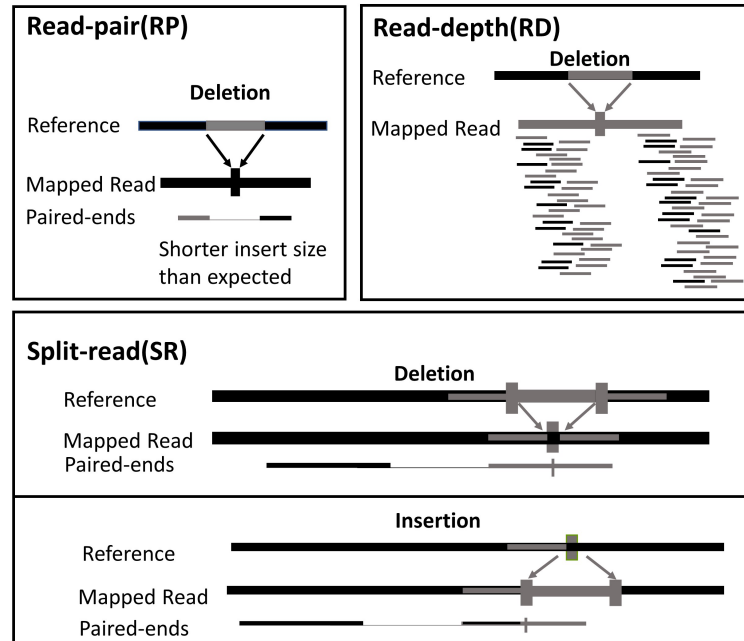 Read-pair(RP)
Deletion
Reference
Mapped Read
Paired-ends
Shorter insert size
than expected
Read-depth(RD)
Deletion
Reference
Mapped Read
Split-read(SR)
Deletion
Reference
Mapped Read
Paired-ends
Insertion
Reference
Mapped Read
Paired-ends